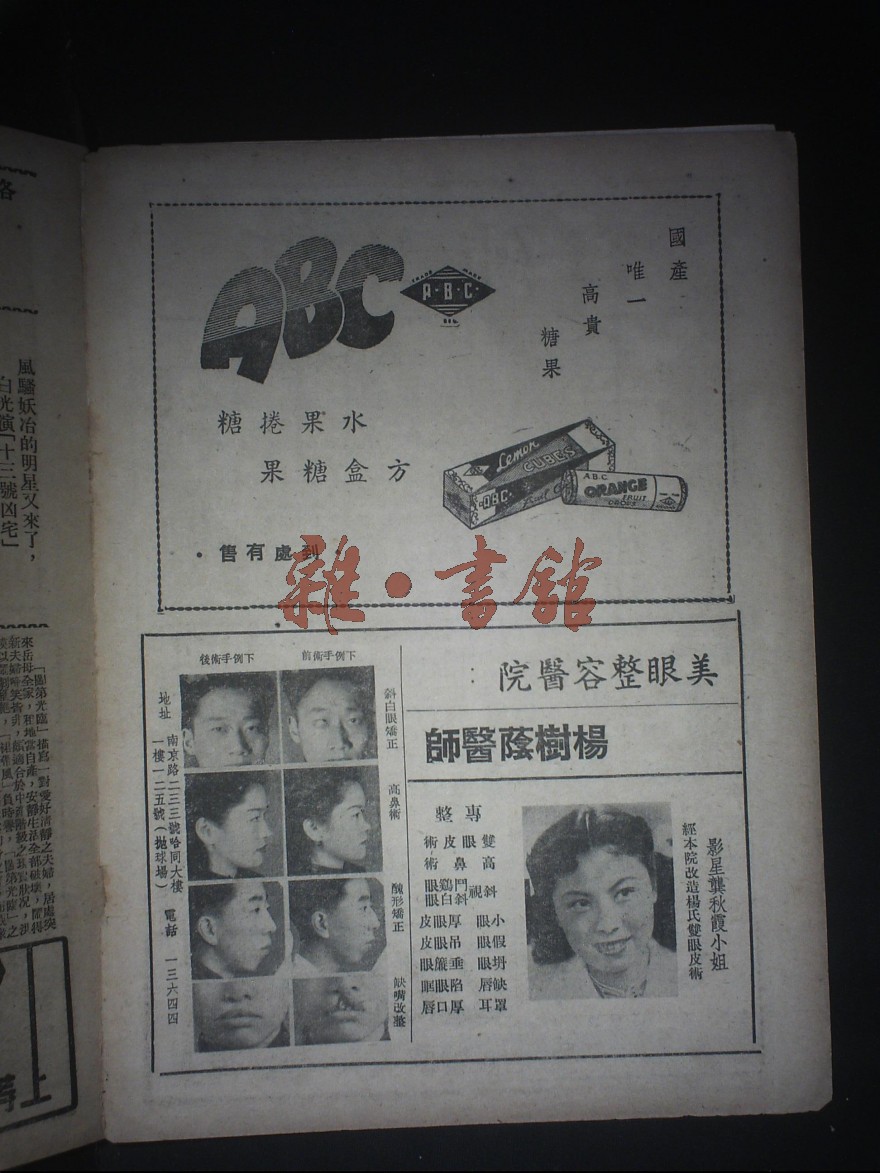 國產
唯一
高貴
糖果
ABC
TRADE MARK
A·B·C·
水果捲糖
方盒糖果
Lemon
CUBES
A.B.C.
ORANGE
FRUIT
DROPS
·到處有售·
雜·書館
美眼整容醫院：
楊樹蔭醫師
影星龔秋霞小姐
經本院改造楊氏雙眼皮術
專整
雙眼皮術
高鼻術
斜視
鬥鷄眼
斜白眼
小眼厚眼皮
假眼吊眼皮
坍眼垂簾眼
缺唇陷眼眶
罩耳厚口唇
下例手術前
下例手術後
斜白眼矯正
高鼻術
醜形矯正
缺嘴改整
地址
南京路二三三號哈同大樓
一樓一二五號（拋球場）
電話
一三六四四
風騷妖冶的明星又來了，
白光演「十三號凶宅」